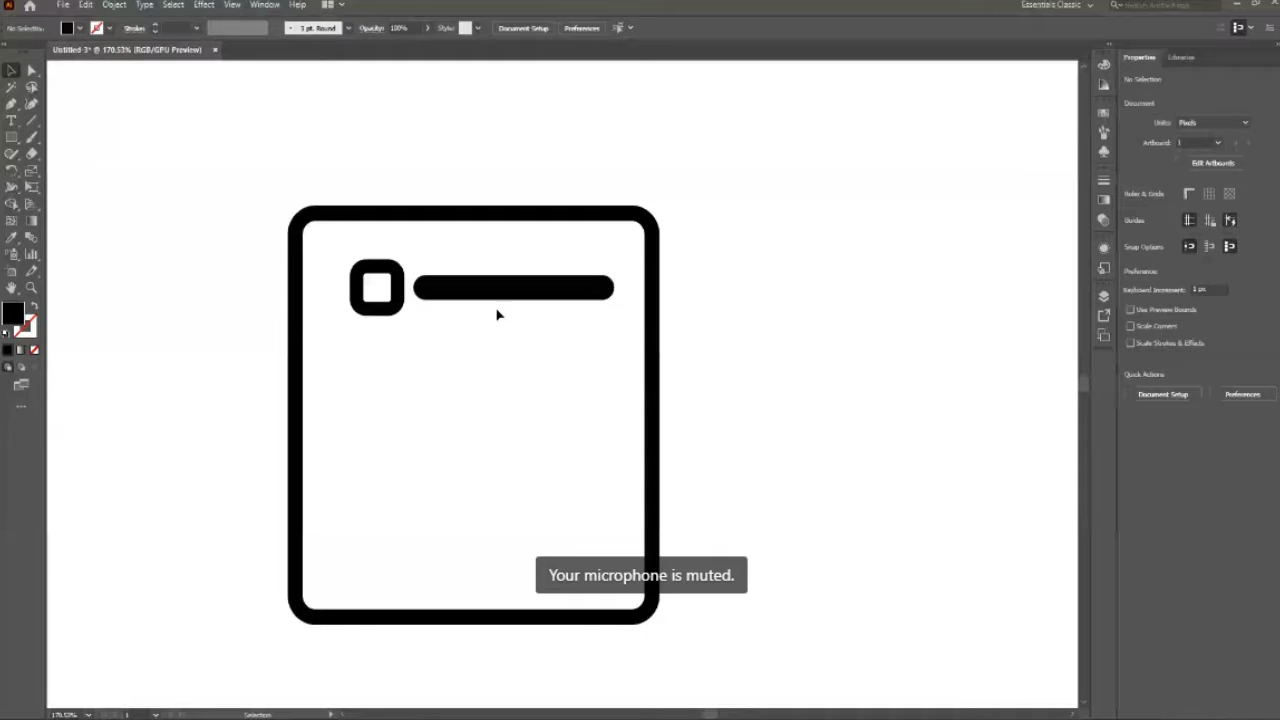 Ai File Edit Object Type Select Effect View Window Help Essentials Classic
No Selection Stroke: 3 pt. Round Opacity: 100% Style: Document Setup Preferences
Untitled-3* @ 170.53% (RGB/GPU Preview) ×
Properties Libraries
No Selection
Document
Units: Pixels
Artboard: 1
Edit Artboards
Ruler & Grids
Guides
Snap Options
Preference:
Keyboard Increment: 1 px
Use Preview Bounds
Scale Corners
Scale Strokes & Effects
Quick Actions
Document Setup Preferences
Your microphone is muted.
170.53% 1 Selection